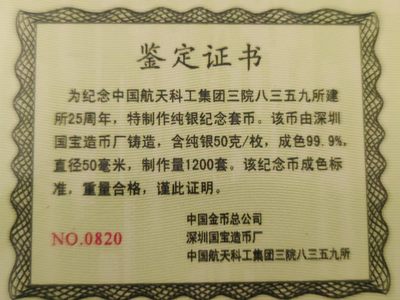 鉴定证书
为纪念中国航天科工集团三院八三五九所建
所25周年，特制作纯银纪念套币。该币由深圳
国宝造币厂铸造，含纯银50克/枚，成色99.9%，
直径50毫米，制作量1200套。该纪念币成色标
准，重量合格，谨此证明。
中国金币总公司
NO.0820 深圳国宝造币厂
中国航天科工集团三院八三五九所